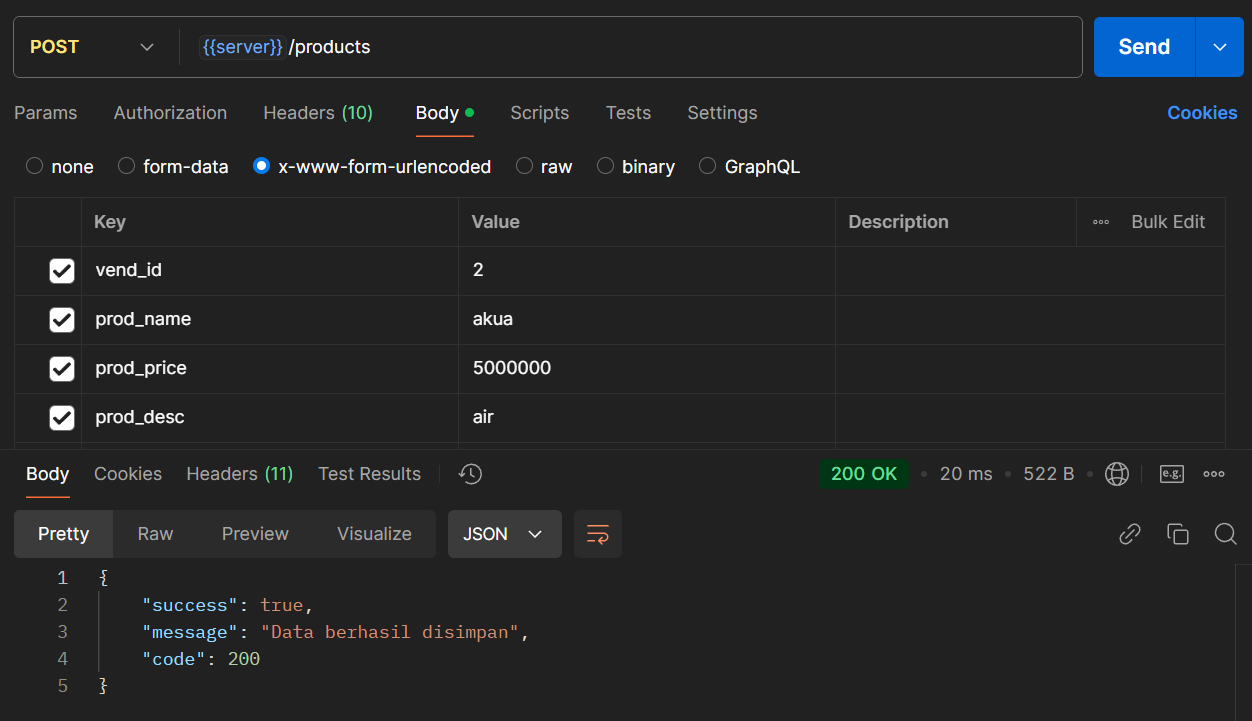 POST {{server}} /products Send
Params Authorization Headers (10) Body Scripts Tests Settings Cookies
none form-data x-www-form-urlencoded raw binary GraphQL
Key Value Description Bulk Edit
vend_id 2
prod_name akua
prod_price 5000000
prod_desc air
Body Cookies Headers (11) Test Results 200 OK 20 ms 522 B e.g.
Pretty Raw Preview Visualize JSON
1 {
2 "success": true,
3 "message": "Data berhasil disimpan",
4 "code": 200
5 }